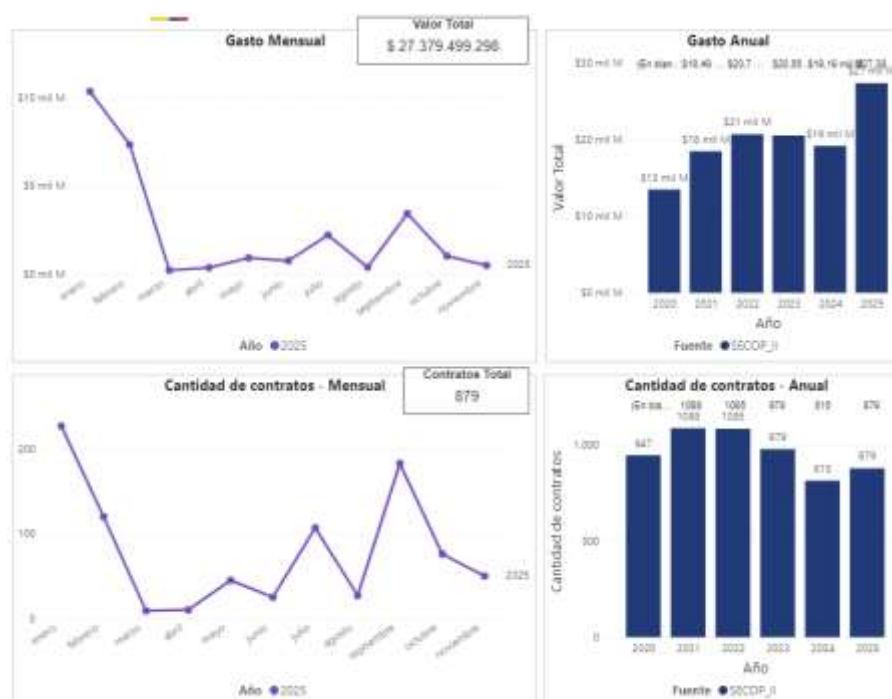 Gasto Mensual
Valor Total
$ 27.379.499.298
$10 mil M
$5 mil M
$0 mil M
enero
febrero
marzo
abril
mayo
junio
julio
agosto
septiembre
octubre
noviembre
2025
Año 2025
Gasto Anual
$30 mil M
$20 mil M
$10 mil M
$0 mil M
Valor Total
$13 mil M
$18 mil M
$21 mil M
$19 mil M
$27 mil M
2020
2021
2022
2023
2024
2025
Año
Fuente SECOP_II
Cantidad de contratos - Mensual
Contratos Total
879
200
100
0
enero
febrero
marzo
abril
mayo
junio
julio
agosto
septiembre
octubre
noviembre
2025
Año 2025
Cantidad de contratos - Anual
1088
1085
879
1.000
500
0
Cantidad de contratos
947
1088
1085
979
879
2020
2021
2022
2023
2024
2025
Año
Fuente SECOP_II